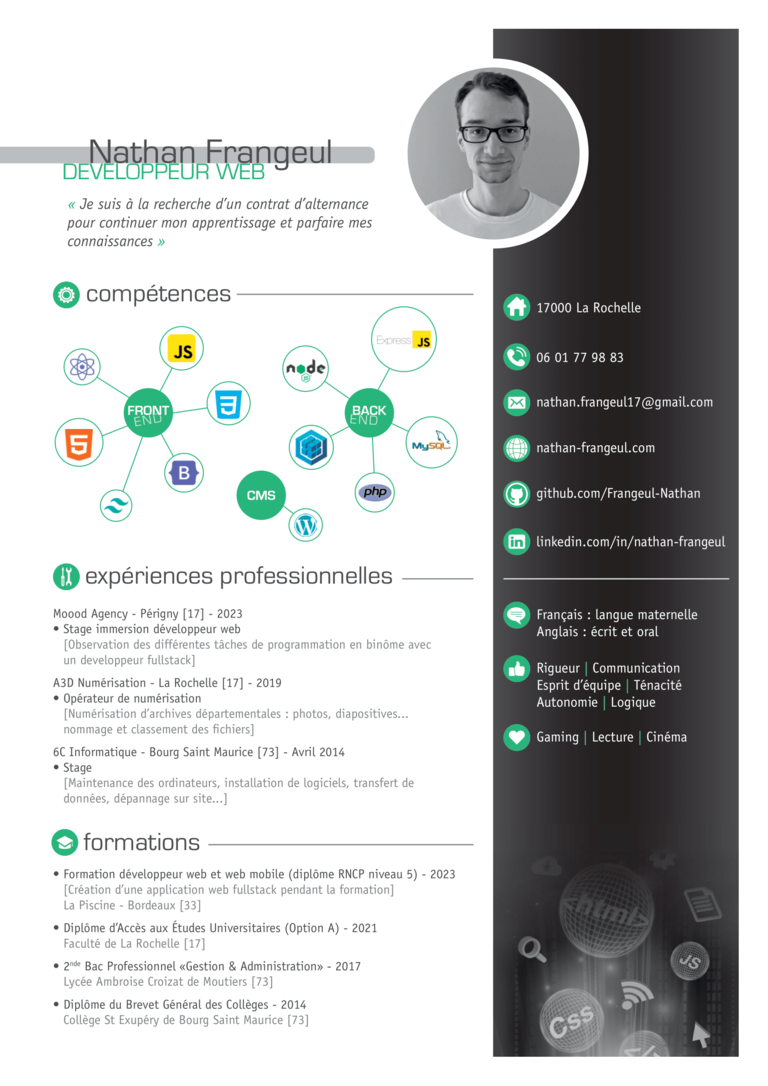 Nathan Frangeul
DEVELOPPEUR WEB
« Je suis à la recherche d'un contrat d'alternance
pour continuer mon apprentissage et parfaire mes
connaissances »
compétences
Express JS
JS
node
JS
FRONT
END
3
BACK
END
5
MySQL
B
CMS
php
W
expériences professionnelles
Moood Agency - Périgny [17] - 2023
• Stage immersion développeur web
[Observation des différentes tâches de programmation en binôme avec
un developpeur fullstack]
A3D Numérisation - La Rochelle [17] - 2019
• Opérateur de numérisation
[Numérisation d'archives départementales : photos, diapositives...
nommage et classement des fichiers]
6C Informatique - Bourg Saint Maurice [73] - Avril 2014
• Stage
[Maintenance des ordinateurs, installation de logiciels, transfert de
données, dépannage sur site...]
formations
• Formation développeur web et web mobile (diplôme RNCP niveau 5) - 2023
[Création d'une application web fullstack pendant la formation]
La Piscine - Bordeaux [33]
• Diplôme d'Accès aux Études Universitaires (Option A) - 2021
Faculté de La Rochelle [17]
• 2nde Bac Professionnel «Gestion & Administration» - 2017
Lycée Ambroise Croizat de Moutiers [73]
• Diplôme du Brevet Général des Collèges - 2014
Collège St Exupéry de Bourg Saint Maurice [73]
17000 La Rochelle
06 01 77 98 83
nathan.frangeul17@gmail.com
nathan-frangeul.com
github.com/Frangeul-Nathan
in linkedin.com/in/nathan-frangeul
Français : langue maternelle
Anglais : écrit et oral
Rigueur | Communication
Esprit d'équipe | Ténacité
Autonomie | Logique
Gaming | Lecture | Cinéma
<html>
JS
Css
</>